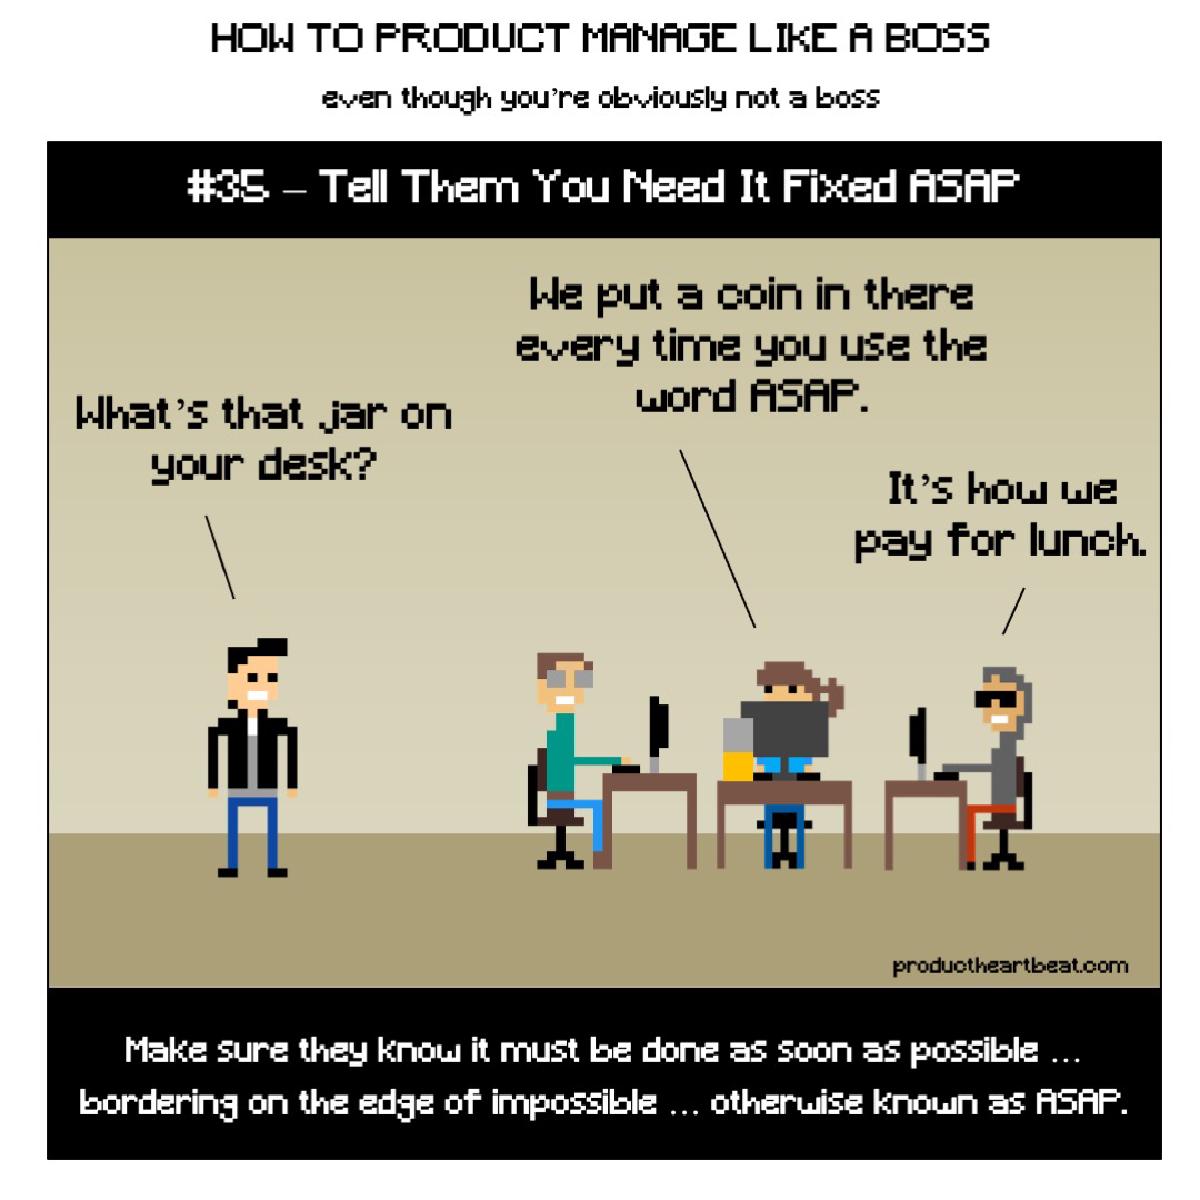 HOW TO PRODUCT MANAGE LIKE A BOSS
even though you're obviously not a boss
#35 – Tell Them You Need It Fixed ASAP
We put a coin in there
every time you use the
word ASAP.
What's that jar on
your desk?
It's how we
pay for lunch.
productheartbeat.com
Make sure they know it must be done as soon as possible ...
bordering on the edge of impossible ... otherwise known as ASAP.